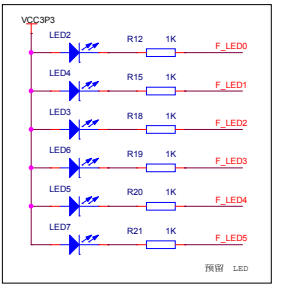 VCC3P3
LED2 R12 1K F_LED0
LED4 R15 1K F_LED1
LED3 R18 1K F_LED2
LED6 R19 1K F_LED3
LED5 R20 1K F_LED4
LED7 R21 1K F_LED5
预留 LED